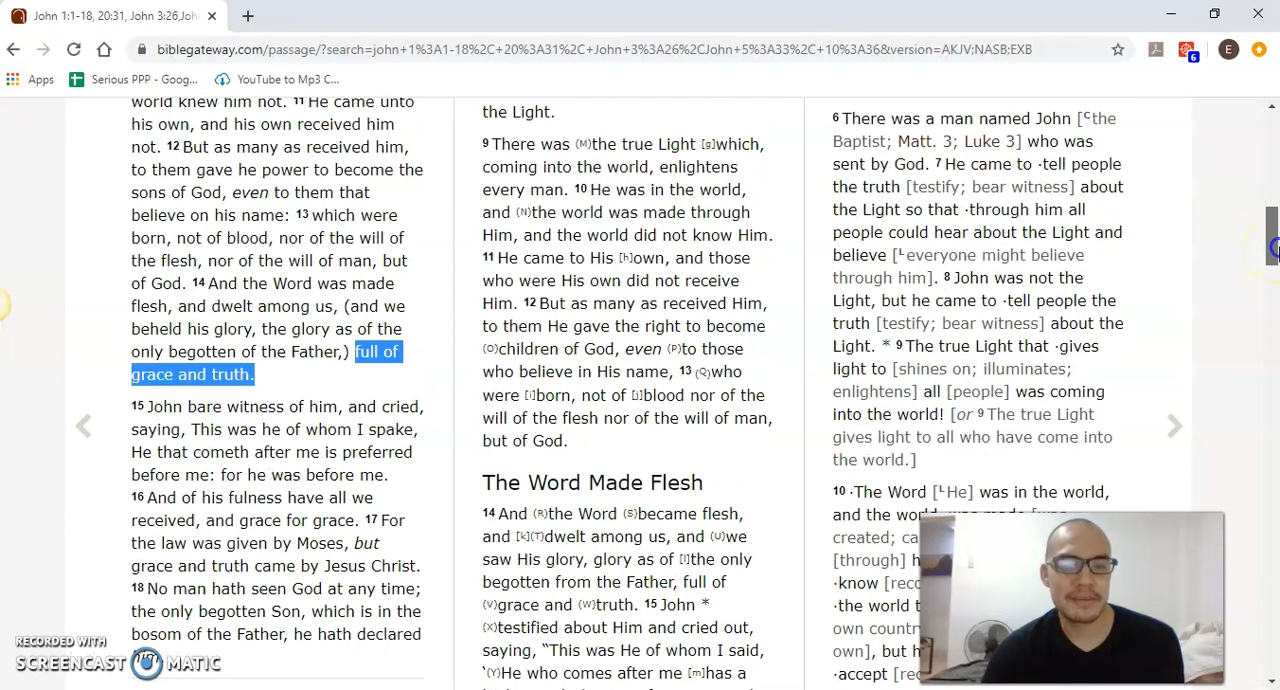 John 1:1-18, 20:31, John 3:26,Joh
biblegateway.com/passage/?search=john+1%3A1-18%2C+20%3A31%2C+John+3%3A26%2CJohn+5%3A33%2C+10%3A36&version=AKJV;NASB;EXB
6
E
Apps
Serious PPP - Goog...
YouTube to Mp3 C...
world knew him not. 11 He came unto
his own, and his own received him
not. 12 But as many as received him,
to them gave he power to become the
sons of God, even to them that
believe on his name: 13 which were
born, not of blood, nor of the will of
the flesh, nor of the will of man, but
of God. 14 And the Word was made
flesh, and dwelt among us, (and we
beheld his glory, the glory as of the
only begotten of the Father,) full of
grace and truth.
15 John bare witness of him, and cried,
saying, This was he of whom I spake,
He that cometh after me is preferred
before me: for he was before me.
16 And of his fulness have all we
received, and grace for grace. 17 For
the law was given by Moses, but
grace and truth came by Jesus Christ.
18 No man hath seen God at any time;
the only begotten Son, which is in the
bosom of the Father, he hath declared
him.
the Light.
9 There was (M)the true Light [g]which,
coming into the world, enlightens
every man. 10 He was in the world,
and (N)the world was made through
Him, and the world did not know Him.
11 He came to His [h]own, and those
who were His own did not receive
Him. 12 But as many as received Him,
to them He gave the right to become
(O)children of God, even (P)to those
who believe in His name, 13 (Q)who
were [i]born, not of [j]blood nor of the
will of the flesh nor of the will of man,
but of God.
The Word Made Flesh
14 And (R)the Word (S)became flesh,
and [k](T)dwelt among us, and (U)we
saw His glory, glory as of [l]the only
begotten from the Father, full of
(V)grace and (W)truth. 15 John *
(X)testified about Him and cried out,
saying, “This was He of whom I said,
‘(Y)He who comes after me [m]has a
6 There was a man named John [Cthe
Baptist; Matt. 3; Luke 3] who was
sent by God. 7 He came to ·tell people
the truth [testify; bear witness] about
the Light so that ·through him all
people could hear about the Light and
believe [Leveryone might believe
through him]. 8 John was not the
Light, but he came to ·tell people the
truth [testify; bear witness] about the
Light. * 9 The true Light that ·gives
light to [shines on; illuminates;
enlightens] all [people] was coming
into the world! [or 9 The true Light
gives light to all who have come into
the world.]
10 ·The Word [LHe] was in the world,
and the world was made [was
created; ca
[through] h
·know [reco
·the world t
own countr
own], but h
·accept [rec
RECORDED WITH
SCREENCAST MATIC